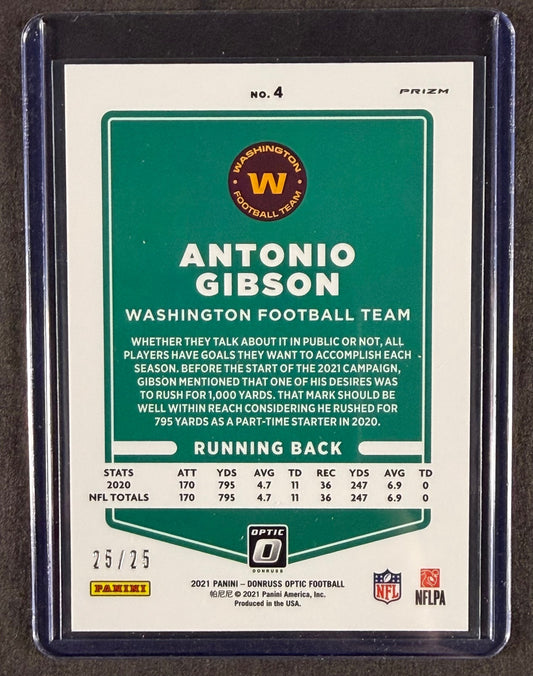 NO. 4
PRIZM
WASHINGTON
W
FOOTBALL TEAM
ANTONIO
GIBSON
WASHINGTON FOOTBALL TEAM
WHETHER THEY TALK ABOUT IT IN PUBLIC OR NOT, ALL
PLAYERS HAVE GOALS THEY WANT TO ACCOMPLISH EACH
SEASON. BEFORE THE START OF THE 2021 CAMPAIGN,
GIBSON MENTIONED THAT ONE OF HIS DESIRES WAS
TO RUSH FOR 1,000 YARDS. THAT MARK SHOULD BE
WELL WITHIN REACH CONSIDERING HE RUSHED FOR
795 YARDS AS A PART-TIME STARTER IN 2020.
RUNNING BACK
STATS ATT YDS AVG TD REC YDS AVG TD
2020 170 795 4.7 11 36 247 6.9 0
NFL TOTALS 170 795 4.7 11 36 247 6.9 0
25/25
OPTIC
DONRUSS
PANINI
2021 PANINI – DONRUSS OPTIC FOOTBALL
帕尼尼 © 2021 Panini America, Inc.
Produced in the USA.
NFL
NFLPA